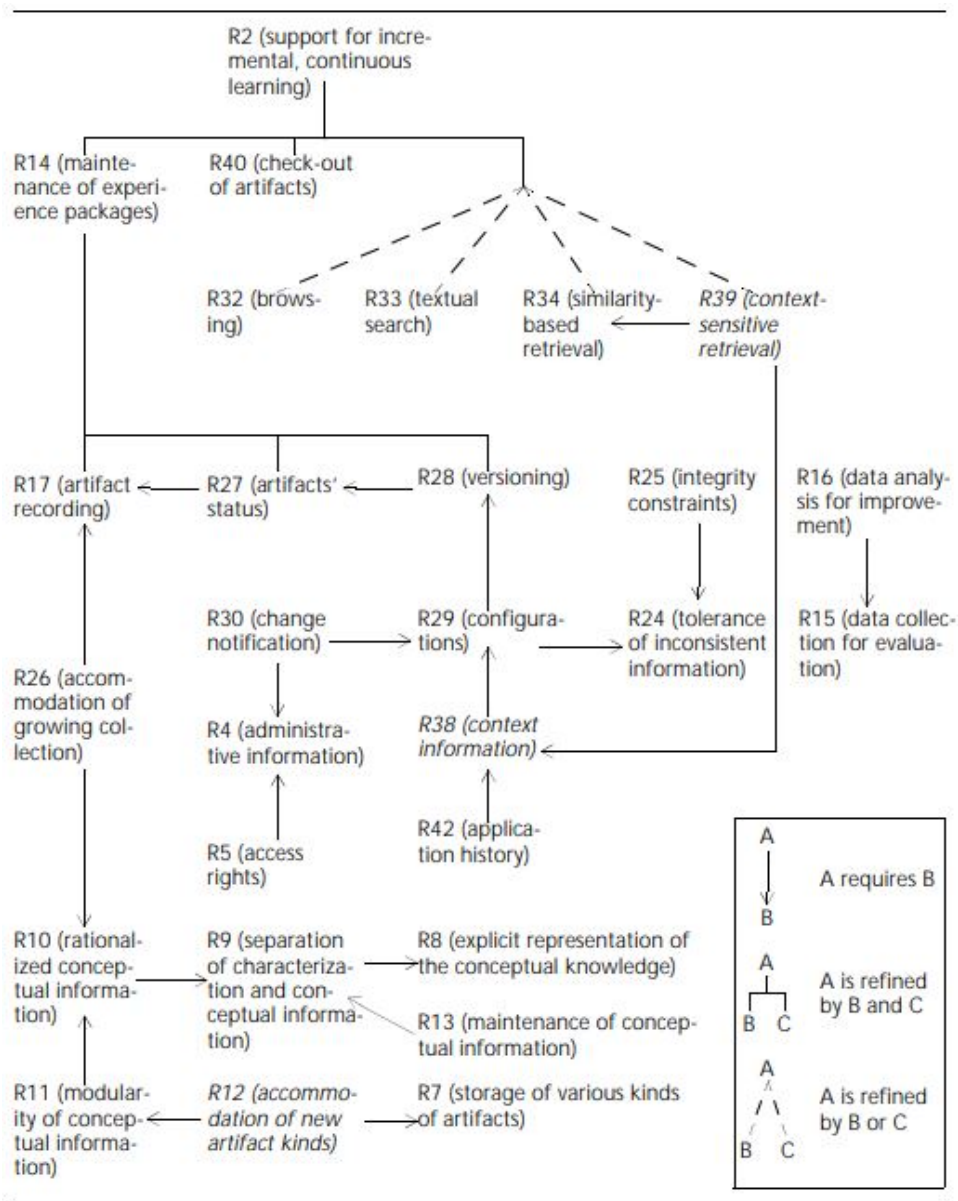 R2 (support for incre-
mental, continuous
learning)
R14 (mainte-
nance of experi-
ence packages)
R40 (check-out
of artifacts)
R32 (brows-
ing)
R33 (textual
search)
R34 (similarity-
based
retrieval)
R39 (context-
sensitive
retrieval)
R17 (artifact
recording)
R27 (artifacts'
status)
R28 (versioning)
R25 (integrity
constraints)
R16 (data analy-
sis for improve-
ment)
R30 (change
notification)
R29 (configura-
tions)
R24 (tolerance
of inconsistent
information)
R15 (data collec-
tion for evalua-
tion)
R26 (accom-
modation of
growing col-
lection)
R4 (administra-
tive information)
R38 (context
information)
R5 (access
rights)
R42 (applica-
tion history)
R10 (rational-
ized concep-
tual informa-
tion)
R9 (separation
of characteriza-
tion and con-
ceptual informa-
tion)
R8 (explicit representation of
the conceptual knowledge)
R13 (maintenance of concep-
tual information)
R11 (modular-
ity of concep-
tual informa-
tion)
R12 (accommo-
dation of new
artifact kinds)
R7 (storage of various kinds
of artifacts)
A
A requires B
B
A
A is refined
by B and C
B C
A
A is refined
by B or C
B C